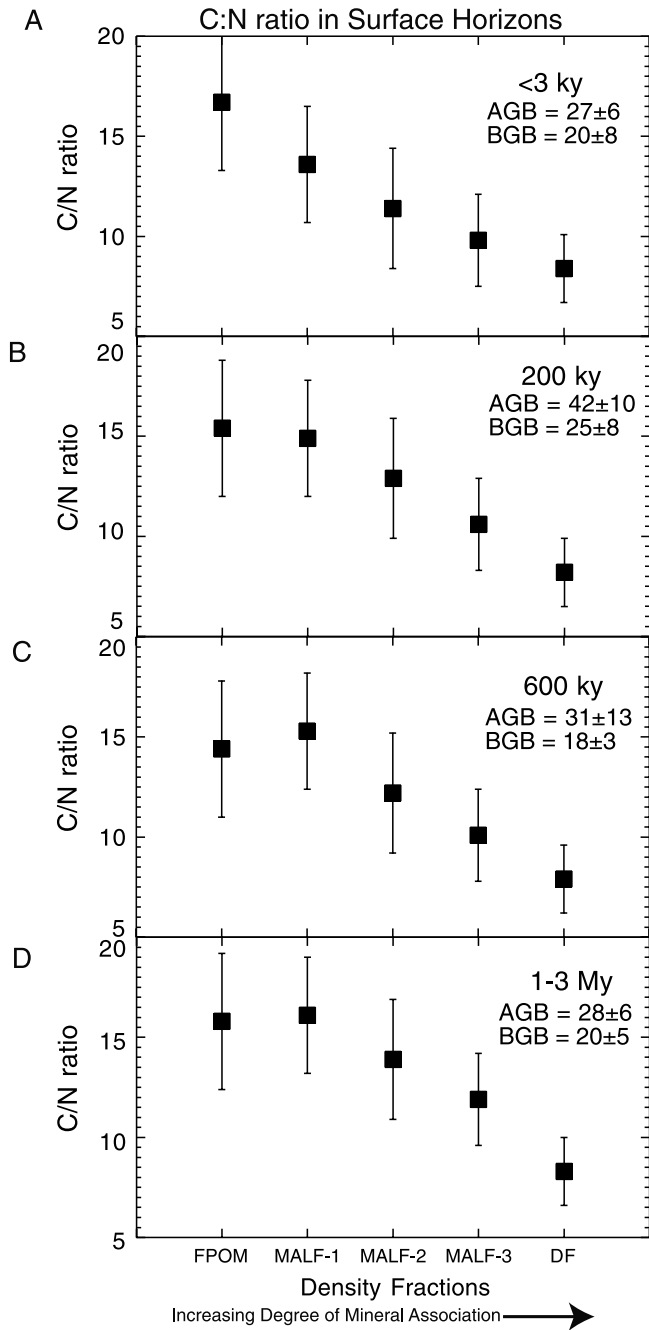 A
C:N ratio in Surface Horizons
20
15
10
5
C/N ratio
<3 ky
AGB = 27±6
BGB = 20±8
B
20
15
10
5
C/N ratio
200 ky
AGB = 42±10
BGB = 25±8
C
20
15
10
5
C/N ratio
600 ky
AGB = 31±13
BGB = 18±3
D
20
15
10
5
C/N ratio
1-3 My
AGB = 28±6
BGB = 20±5
FPOM MALF-1 MALF-2 MALF-3 DF
Density Fractions
Increasing Degree of Mineral Association